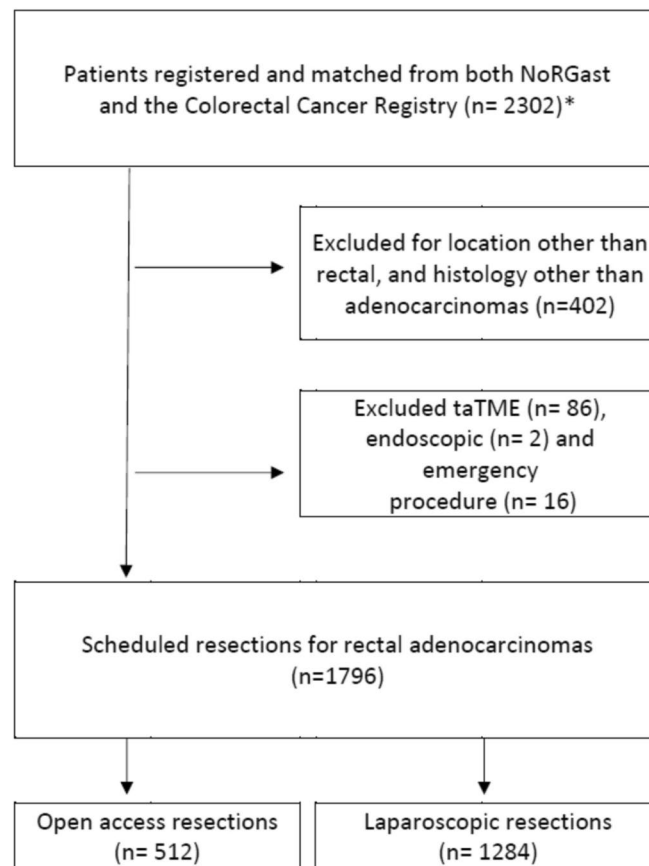 Patients registered and matched from both NoRGast
and the Colorectal Cancer Registry (n= 2302)*
Excluded for location other than
rectal, and histology other than
adenocarcinomas (n=402)
Excluded taTME (n= 86),
endoscopic (n= 2) and
emergency
procedure (n= 16)
Scheduled resections for rectal adenocarcinomas
(n=1796)
Open access resections
(n= 512)
Laparoscopic resections
(n= 1284)